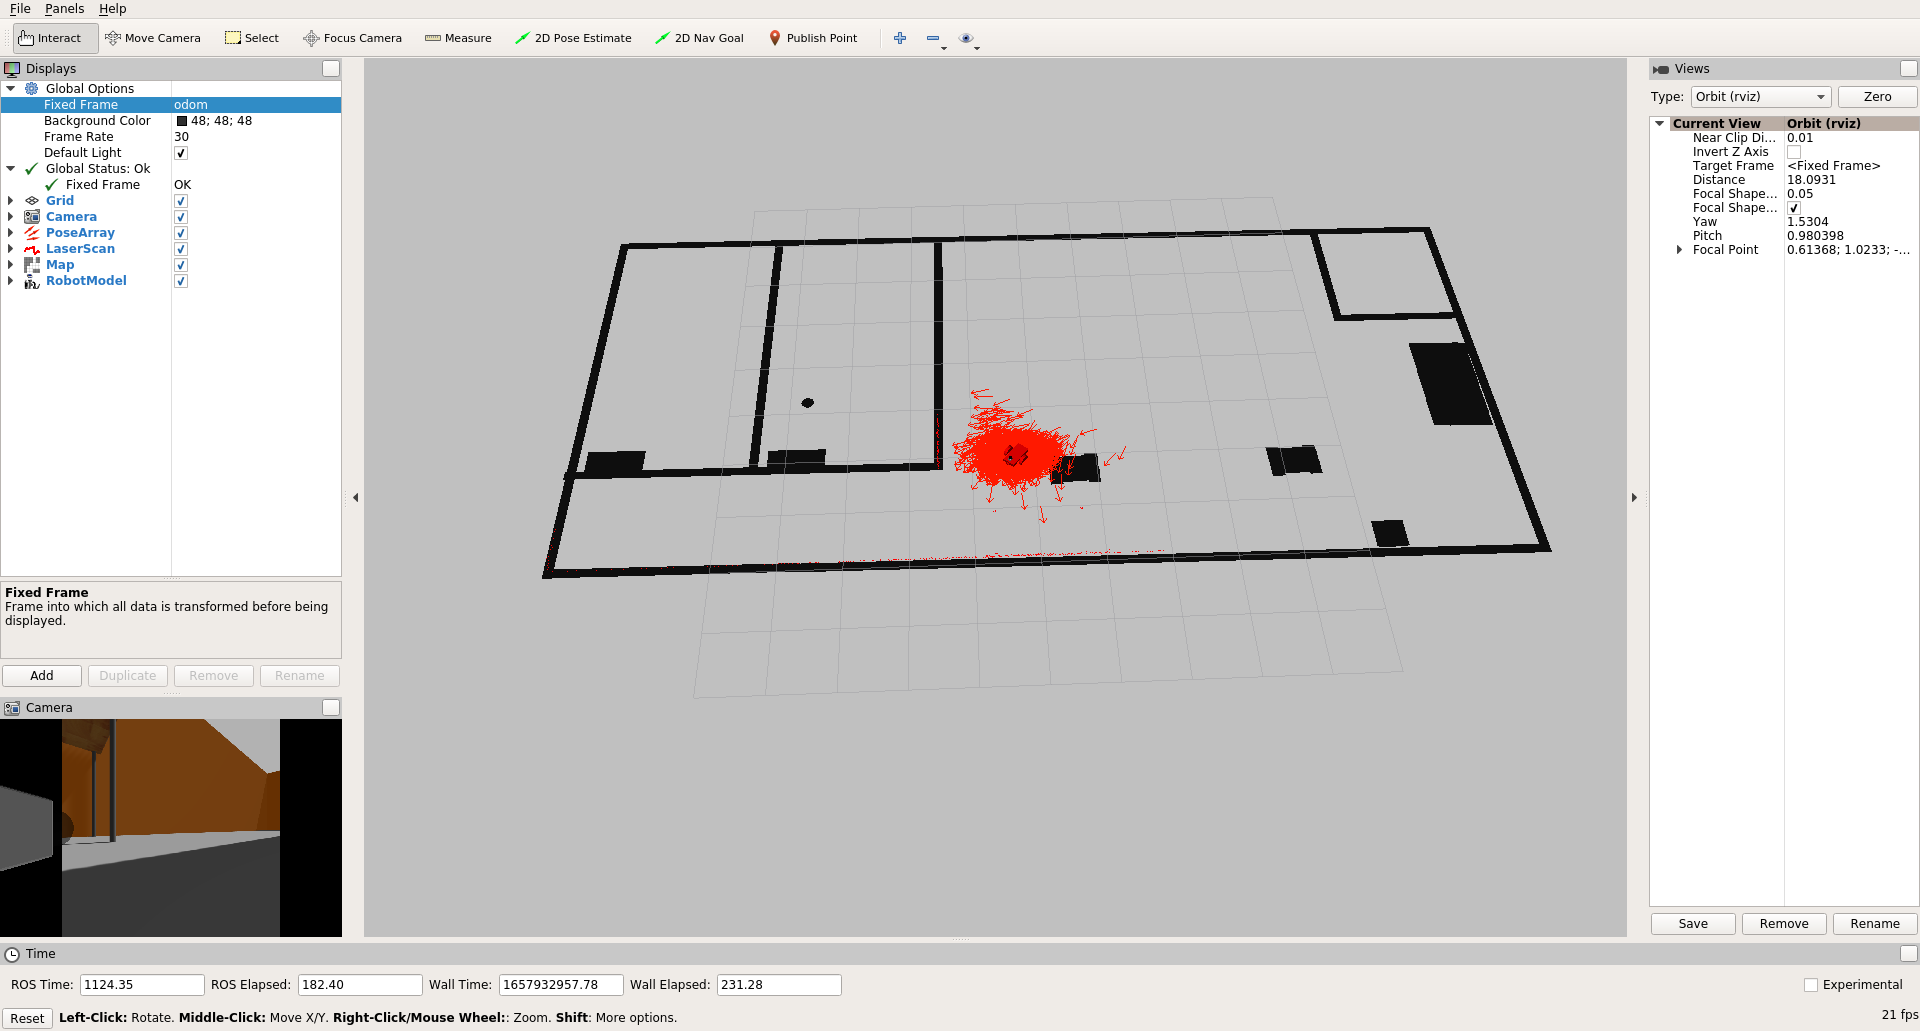 File Panels Help
Interact Move Camera Select Focus Camera Measure 2D Pose Estimate 2D Nav Goal Publish Point
Displays
Global Options
Fixed Frame odom
Background Color 48; 48; 48
Frame Rate 30
Default Light
Global Status: Ok
Fixed Frame OK
Grid
Camera
PoseArray
LaserScan
Map
RobotModel
Fixed Frame
Frame into which all data is transformed before being
displayed.
Add Duplicate Remove Rename
Camera
Views
Type: Orbit (rviz) Zero
Current View Orbit (rviz)
Near Clip Di... 0.01
Invert Z Axis
Target Frame <Fixed Frame>
Distance 18.0931
Focal Shape... 0.05
Focal Shape...
Yaw 1.5304
Pitch 0.980398
Focal Point 0.61368; 1.0233; -...
Save Remove Rename
Time
ROS Time: 1124.35 ROS Elapsed: 182.40 Wall Time: 1657932957.78 Wall Elapsed: 231.28 Experimental
Reset Left-Click: Rotate. Middle-Click: Move X/Y. Right-Click/Mouse Wheel:: Zoom. Shift: More options. 21 fps